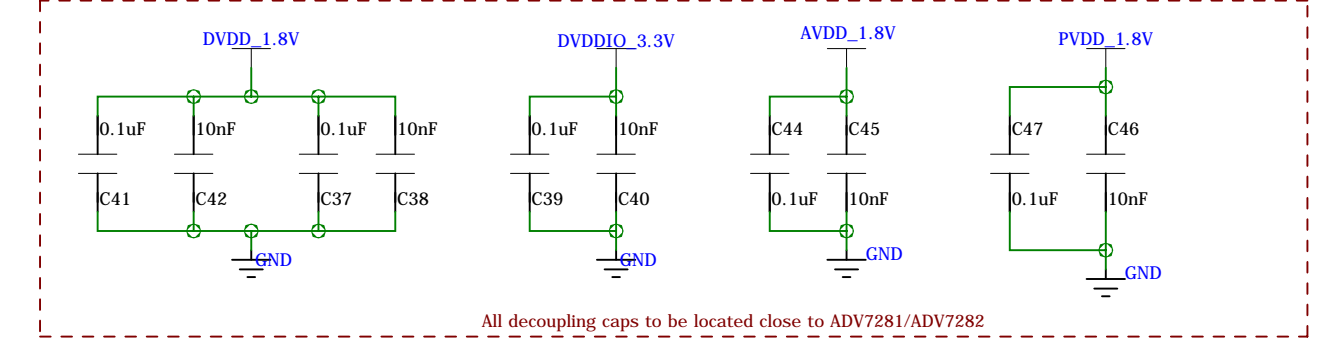 DVDD_1.8V
DVDDIO_3.3V
AVDD_1.8V
PVDD_1.8V
0.1uF
10nF
0.1uF
10nF
0.1uF
10nF
C44
C45
C47
C46
C41
C42
C37
C38
C39
C40
0.1uF
10nF
0.1uF
10nF
GND
GND
GND
GND
All decoupling caps to be located close to ADV7281/ADV7282